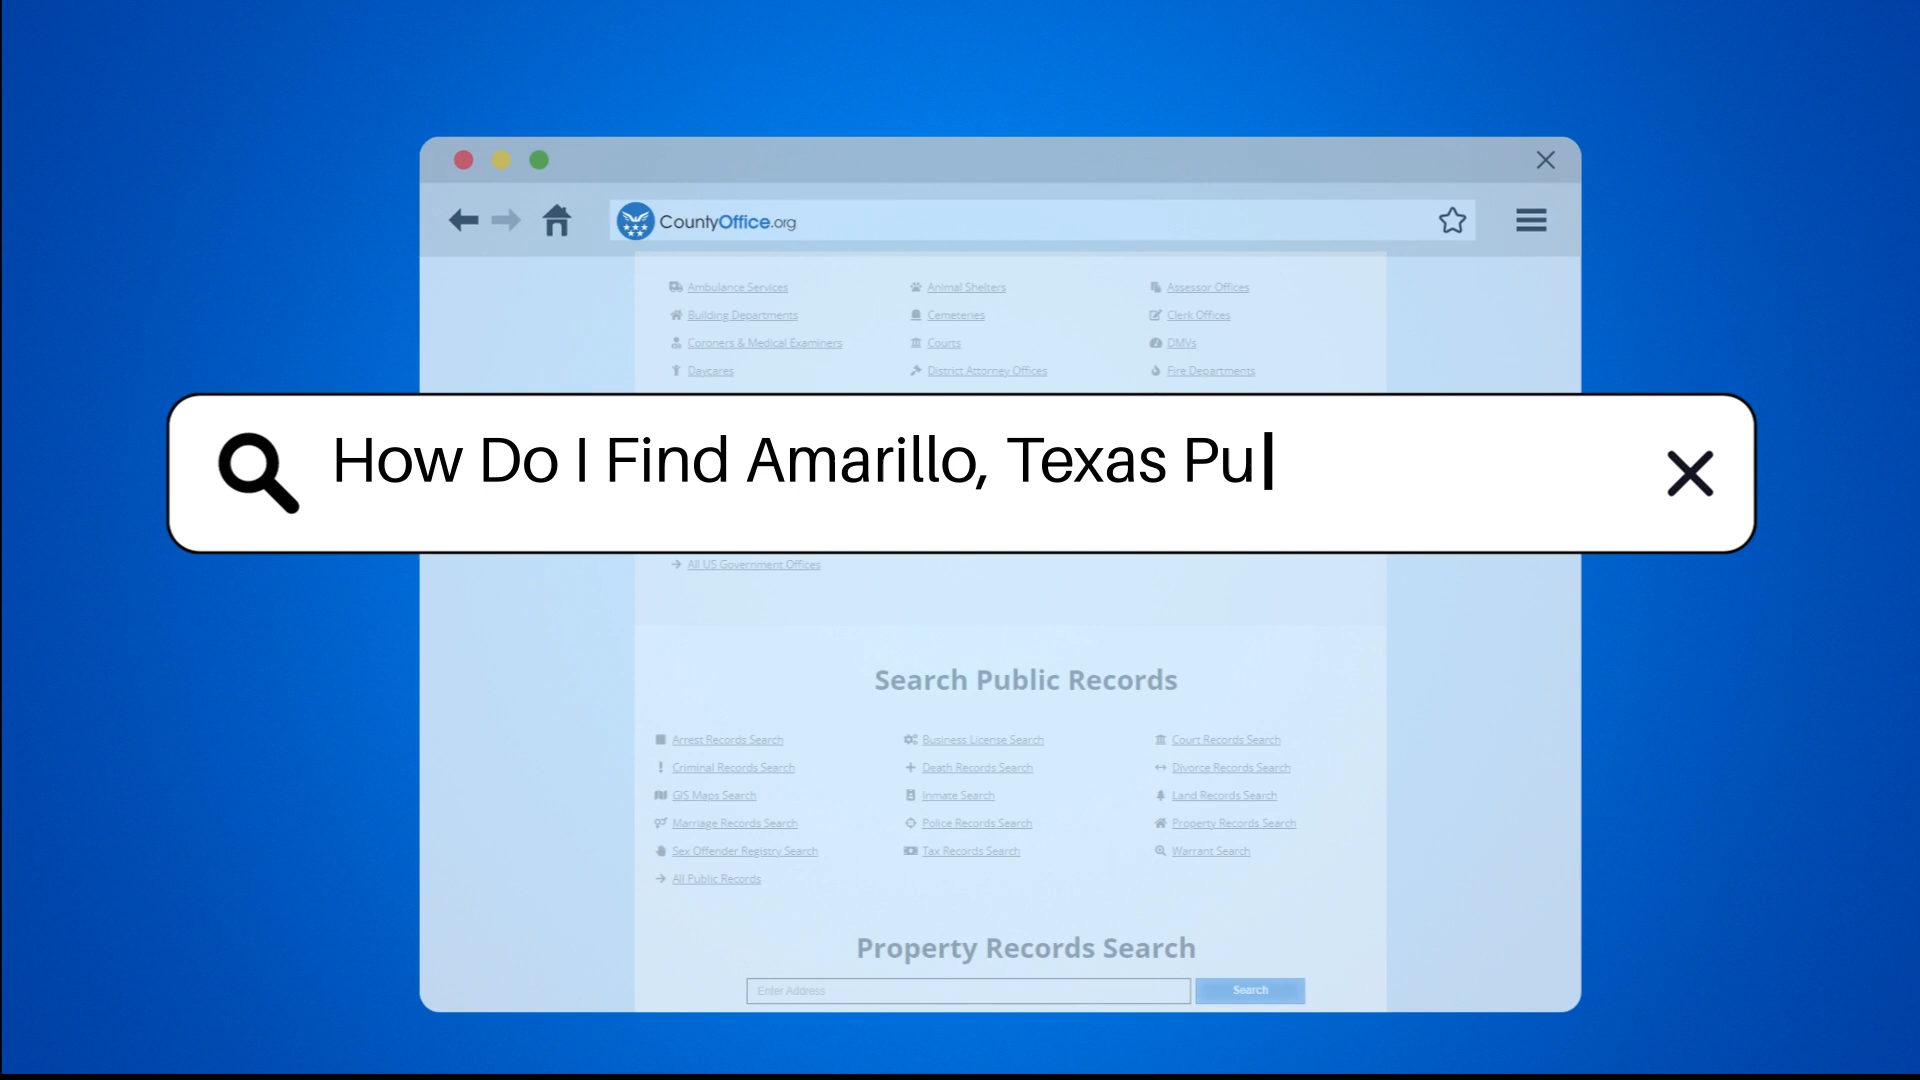 CountyOffice.org
Ambulance Services
Animal Shelters
Assessor Offices
Building Departments
Cemeteries
Clerk Offices
Coroners & Medical Examiners
Courts
DMVs
Daycares
District Attorney Offices
Fire Departments
How Do I Find Amarillo, Texas Pu
All US Government Offices
Search Public Records
Arrest Records Search
Business License Search
Court Records Search
Criminal Records Search
Death Records Search
Divorce Records Search
GIS Maps Search
Inmate Search
Land Records Search
Marriage Records Search
Police Records Search
Property Records Search
Sex Offender Registry Search
Tax Records Search
Warrant Search
All Public Records
Property Records Search
Enter Address
Search